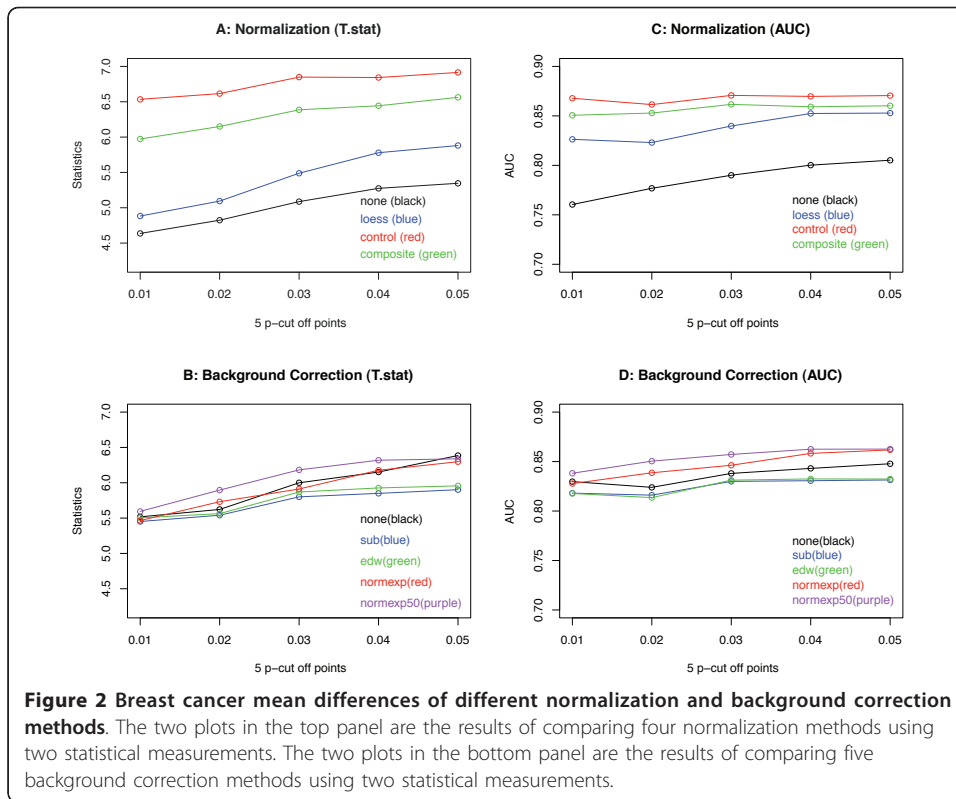 A: Normalization (T.stat)
Statistics
7.0
6.5
6.0
5.5
5.0
4.5
none (black)
loess (blue)
control (red)
composite (green)
0.01 0.02 0.03 0.04 0.05
5 p−cut off points
C: Normalization (AUC)
AUC
0.90
0.85
0.80
0.75
0.70
none (black)
loess (blue)
control (red)
composite (green)
0.01 0.02 0.03 0.04 0.05
5 p−cut off points
B: Background Correction (T.stat)
Statistics
7.0
6.5
6.0
5.5
5.0
4.5
none(black)
sub(blue)
edw(green)
normexp(red)
normexp50(purple)
0.01 0.02 0.03 0.04 0.05
5 p−cut off points
D: Background Correction (AUC)
AUC
0.90
0.85
0.80
0.75
0.70
none(black)
sub(blue)
edw(green)
normexp(red)
normexp50(purple)
0.01 0.02 0.03 0.04 0.05
5 p−cut off points
Figure 2 Breast cancer mean differences of different normalization and background correction
methods. The two plots in the top panel are the results of comparing four normalization methods using
two statistical measurements. The two plots in the bottom panel are the results of comparing five
background correction methods using two statistical measurements.